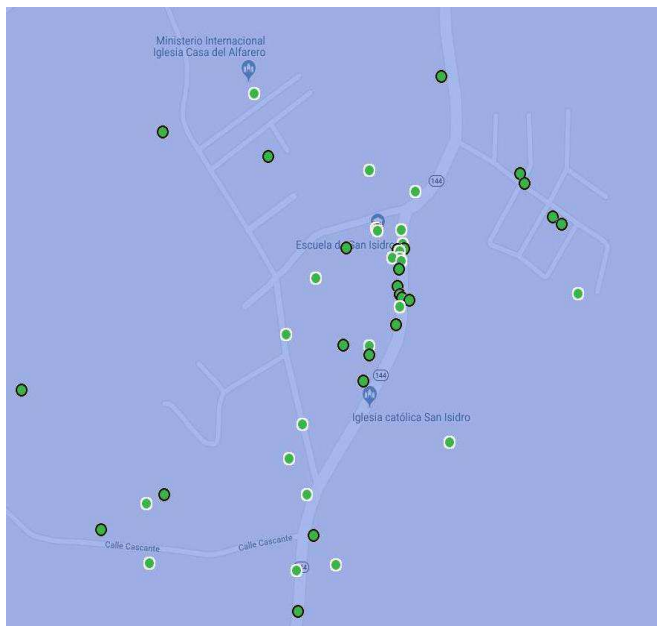 Ministerio Internacional
Iglesia Casa del Alfarero
144
Escuela de San Isidro
144
Iglesia católica San Isidro
Calle Cascante
Calle Cascante